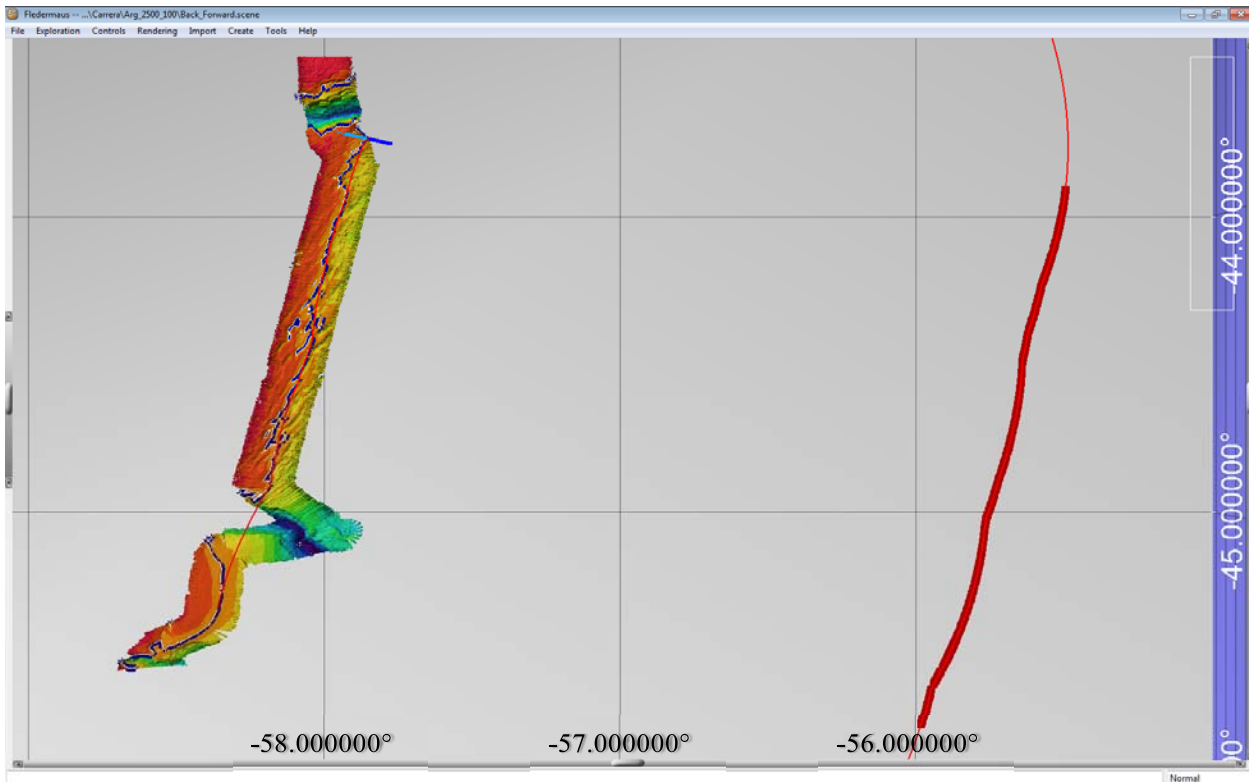 Fledermaus -- ...\Carrera\Arg_2500_100\Back_Forward.scene
File Exploration Controls Rendering Import Create Tools Help
-44.000000°
-45.000000°
-58.000000° -57.000000° -56.000000°
Normal